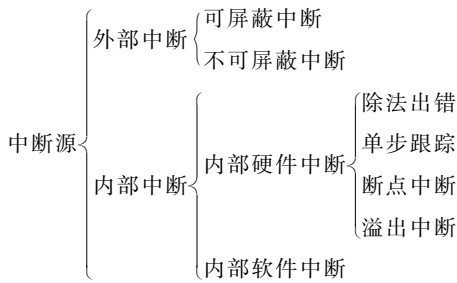 中断源
外部中断
可屏蔽中断
不可屏蔽中断
内部中断
内部硬件中断
除法出错
单步跟踪
断点中断
溢出中断
内部软件中断